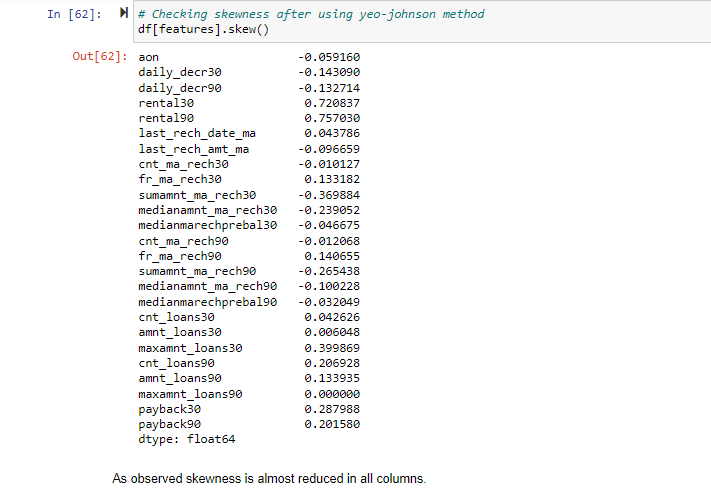 In [62]: # Checking skewness after using yeo-johnson method
df[features].skew()
Out[62]: aon -0.059160
daily_decr30 -0.143090
daily_decr90 -0.132714
rental30 0.720837
rental90 0.757030
last_rech_date_ma 0.043786
last_rech_amt_ma -0.096659
cnt_ma_rech30 -0.010127
fr_ma_rech30 0.133182
sumamnt_ma_rech30 -0.369884
medianamnt_ma_rech30 -0.239052
medianmarechprebal30 -0.046675
cnt_ma_rech90 -0.012068
fr_ma_rech90 0.140655
sumamnt_ma_rech90 -0.265438
medianamnt_ma_rech90 -0.100228
medianmarechprebal90 -0.032049
cnt_loans30 0.042626
amnt_loans30 0.006048
maxamnt_loans30 0.399869
cnt_loans90 0.206928
amnt_loans90 0.133935
maxamnt_loans90 0.000000
payback30 0.287988
payback90 0.201580
dtype: float64
As observed skewness is almost reduced in all columns.